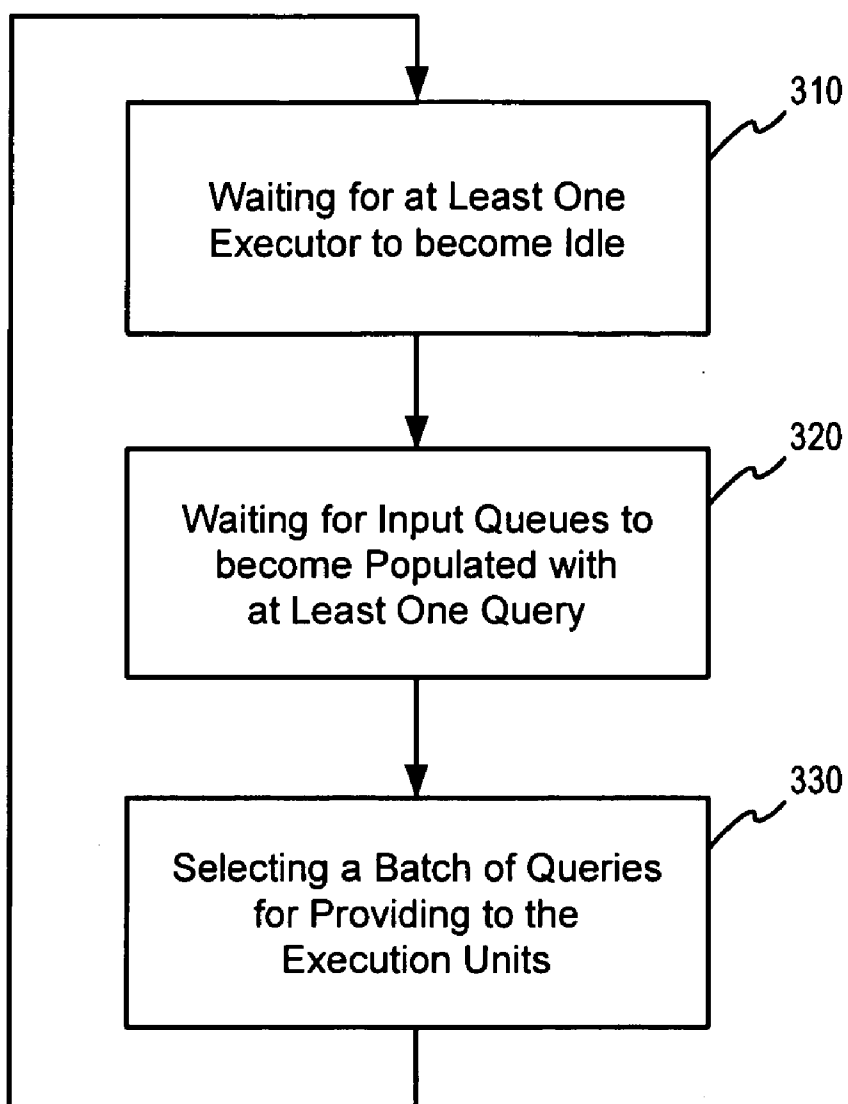 310
Waiting for at Least One
Executor to become Idle
320
Waiting for Input Queues to
become Populated with
at Least One Query
330
Selecting a Batch of Queries
for Providing to the
Execution Units